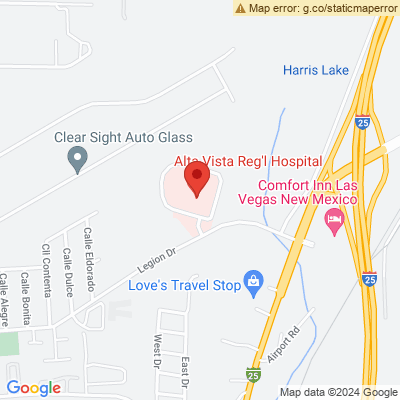 Map error: g.co/staticmaperror
Harris Lake
25
Clear Sight Auto Glass
Alta Vista Reg'l Hospital
Comfort Inn Las
Vegas New Mexico
Legion Dr
Calle Eldorado
Cll Contenta
Calle Dulce
Calle Bonita
Calle Alegre
25
Love's Travel Stop
Airport Rd
West Dr
East Dr
25
Google
Map data ©2024 Google